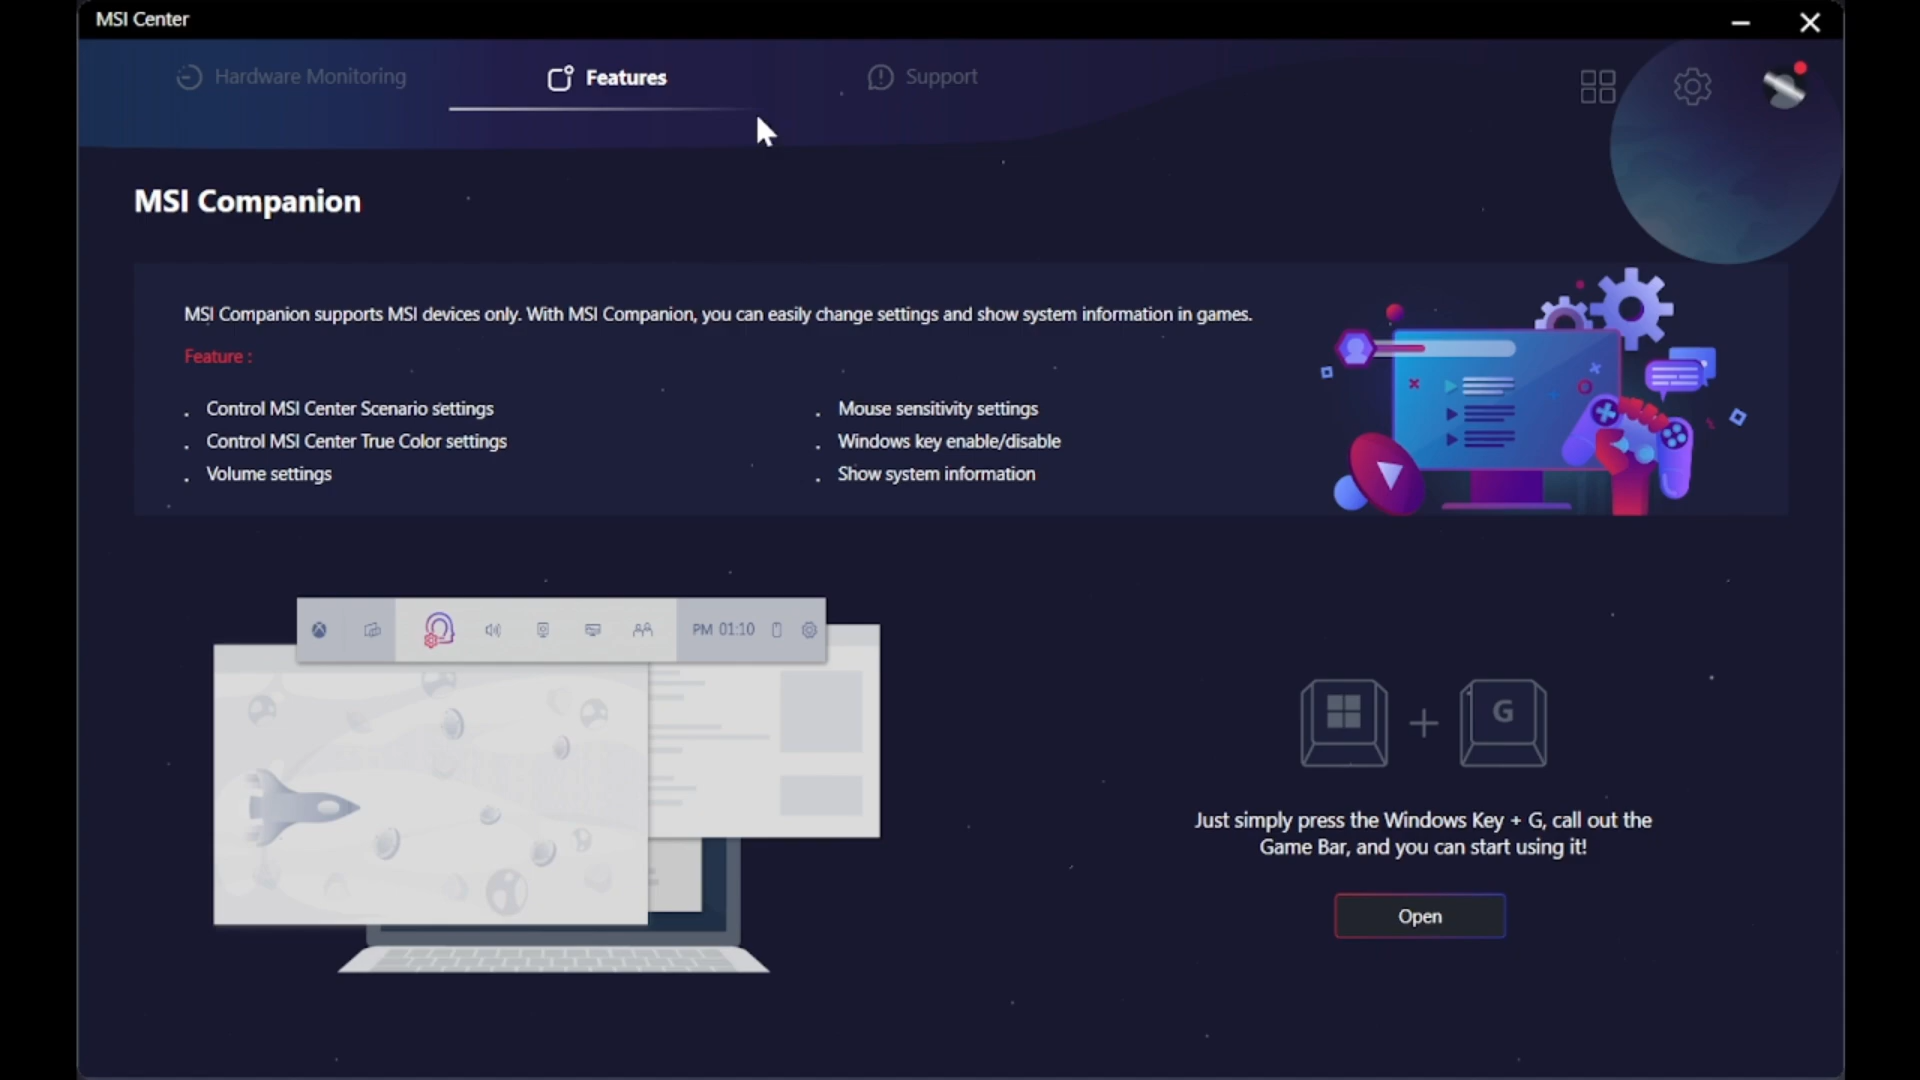 MSI Center
Hardware Monitoring
Features
Support
MSI Companion
MSI Companion supports MSI devices only. With MSI Companion, you can easily change settings and show system information in games.
Feature :
. Control MSI Center Scenario settings
. Mouse sensitivity settings
. Control MSI Center True Color settings
. Windows key enable/disable
. Volume settings
. Show system information
PM 01:10
+
G
Just simply press the Windows Key + G, call out the
Game Bar, and you can start using it!
Open